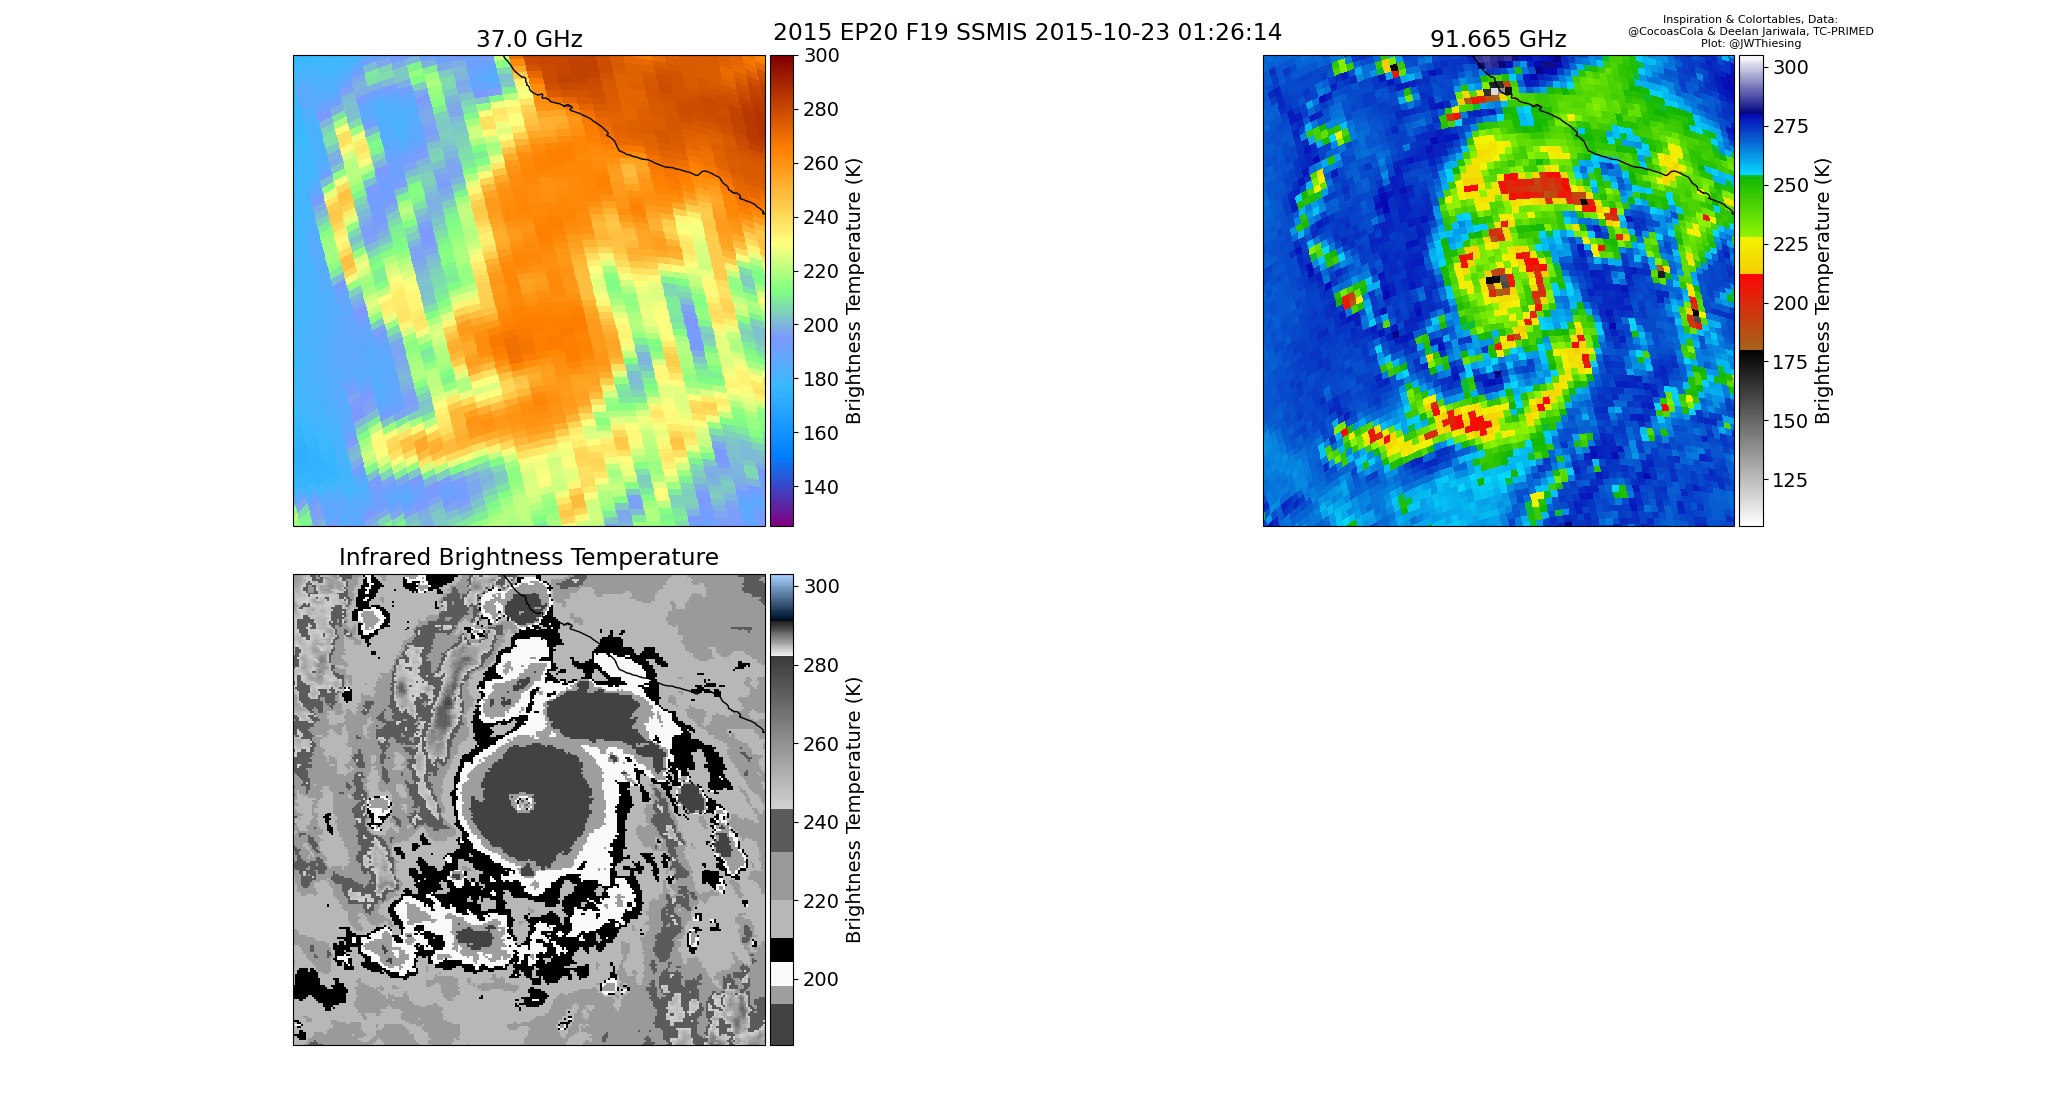 2015 EP20 F19 SSMIS 2015-10-23 01:26:14
Inspiration & Colortables, Data:
@CocoasCola & Deelan Jariwala, TC-PRIMED
Plot: @JWThiesing
37.0 GHz
300
280
260
240
220
200
180
160
140
Brightness Temperature (K)
91.665 GHz
300
275
250
225
200
175
150
125
Brightness Temperature (K)
Infrared Brightness Temperature
300
280
260
240
220
200
Brightness Temperature (K)